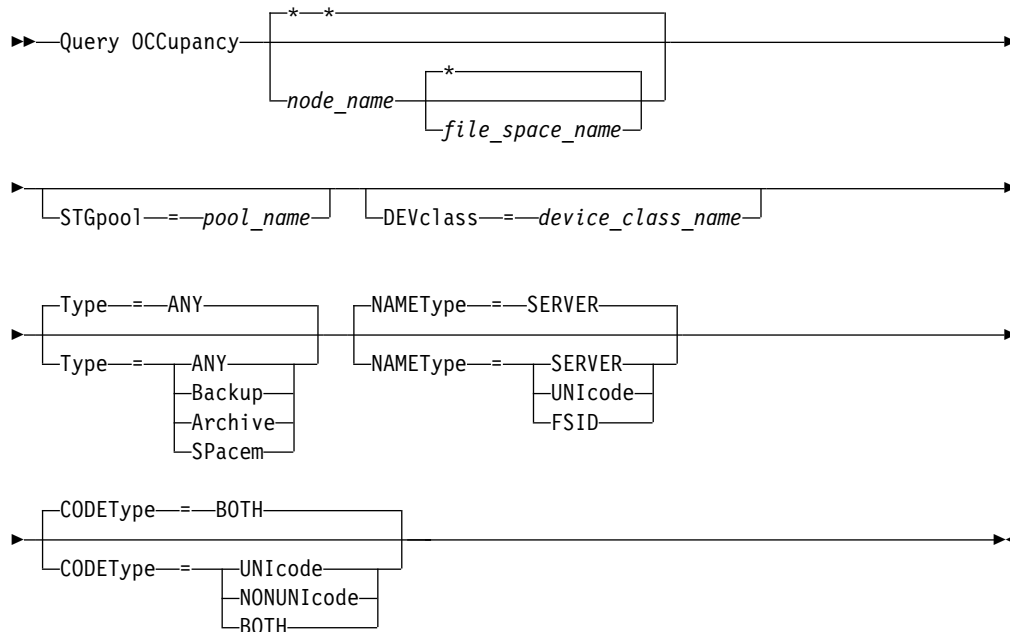 * *
Query OCCupancy
*
node_name
file_space_name
STGpool = pool_name DEVclass = device_class_name
Type = ANY NAMEType = SERVER
Type = ANY NAMEType = SERVER
Backup UNIcode
Archive FSID
SPacem
CODEType = BOTH
CODEType = UNIcode
NONUNIcode
BOTH